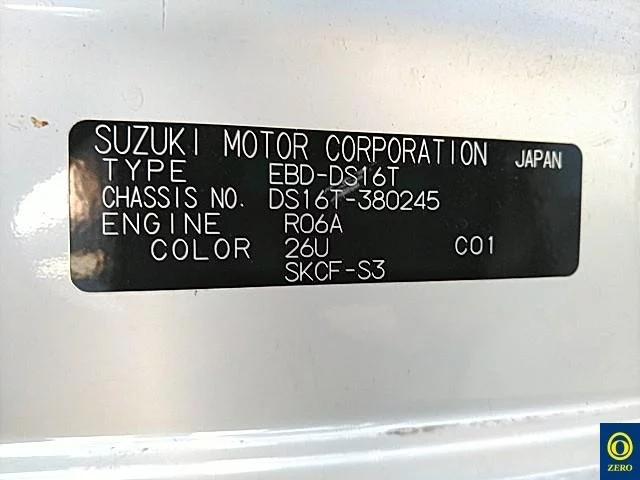 SUZUKI MOTOR CORPORATION JAPAN
TYPE EBD-DS16T
CHASSIS NO. DS16T-380245
ENGINE R06A
COLOR 26U C01
SKCF-S3
ZERO